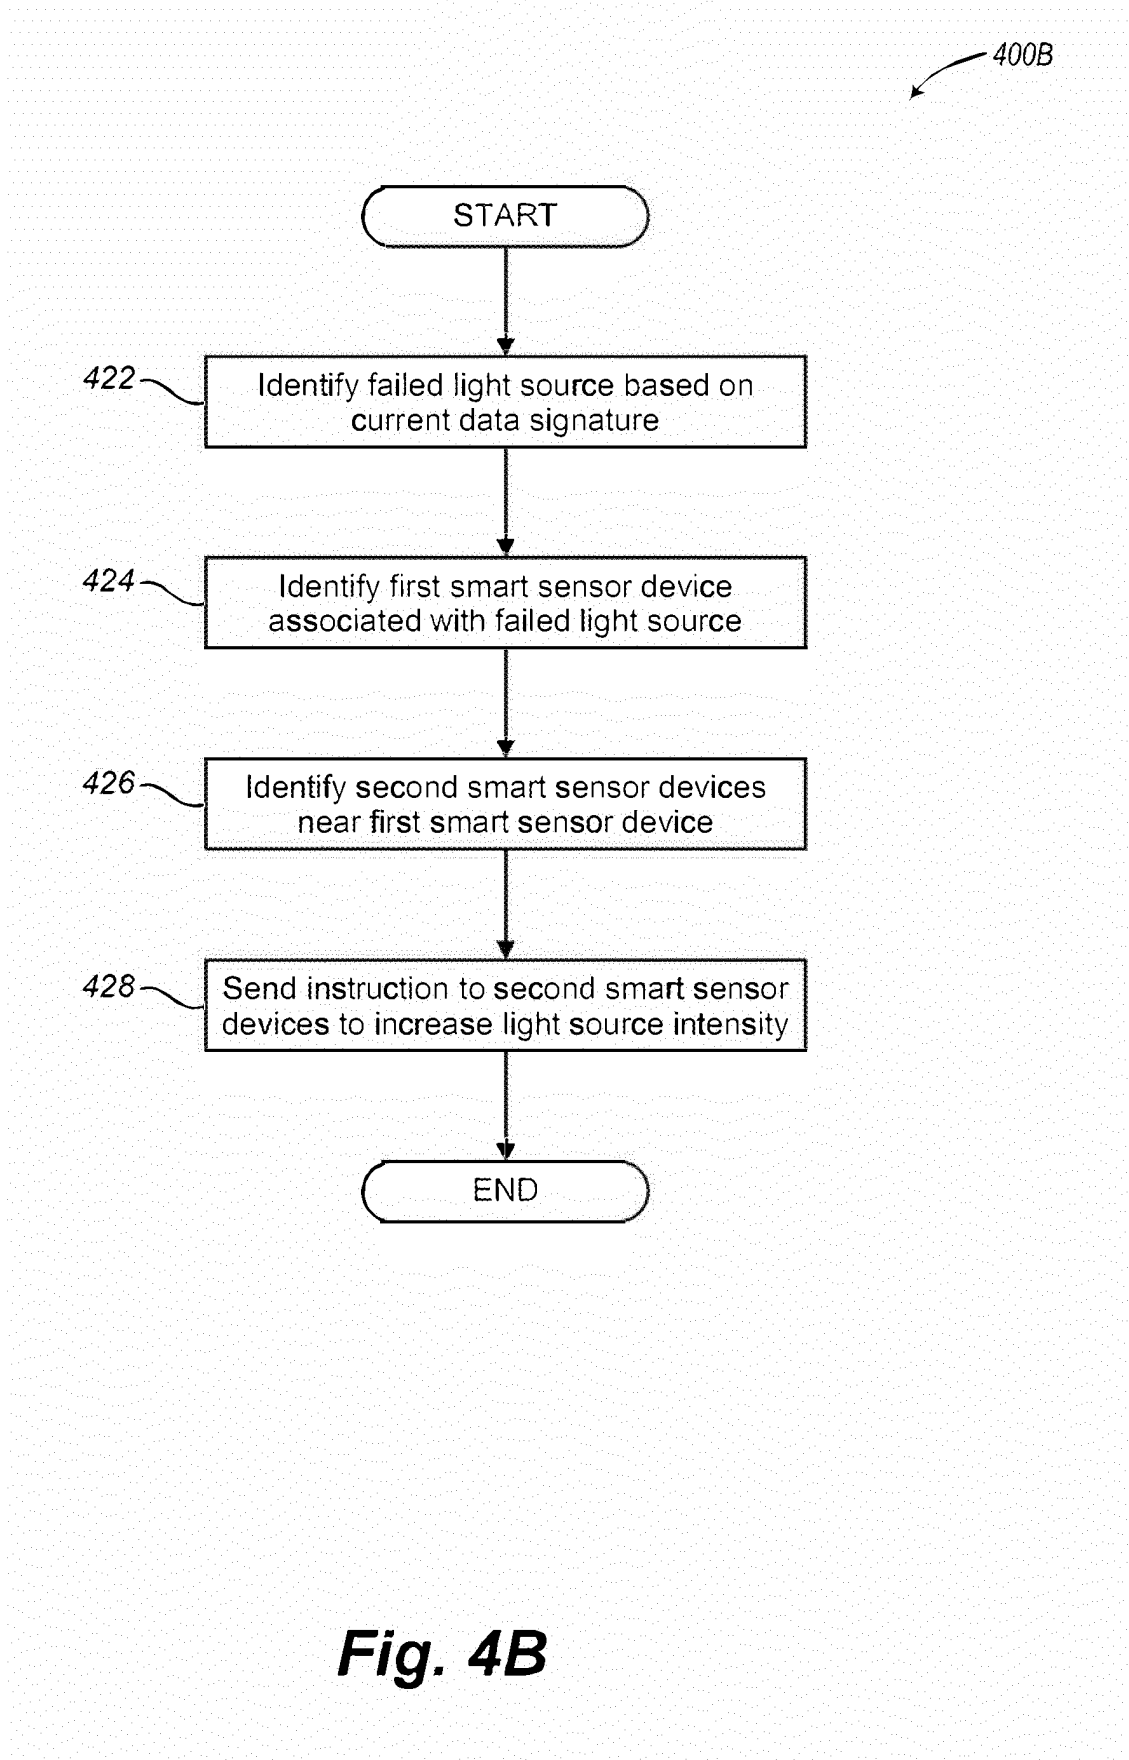 400B
START
422
Identify failed light source based on
current data signature
424
Identify first smart sensor device
associated with failed light source
426
Identify second smart sensor devices
near first smart sensor device
428
Send instruction to second smart sensor
devices to increase light source intensity
END
Fig. 4B